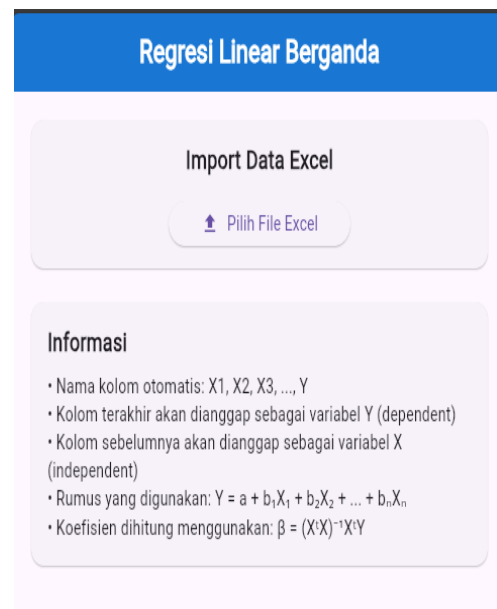 Regresi Linear Berganda
Import Data Excel
Pilih File Excel
Informasi
• Nama kolom otomatis: X1, X2, X3, ..., Y
• Kolom terakhir akan dianggap sebagai variabel Y (dependent)
• Kolom sebelumnya akan dianggap sebagai variabel X
(independent)
• Rumus yang digunakan: Y = a + b₁X₁ + b₂X₂ + ... + bₙXₙ
• Koefisien dihitung menggunakan: β = (XᵗX)⁻¹XᵗY